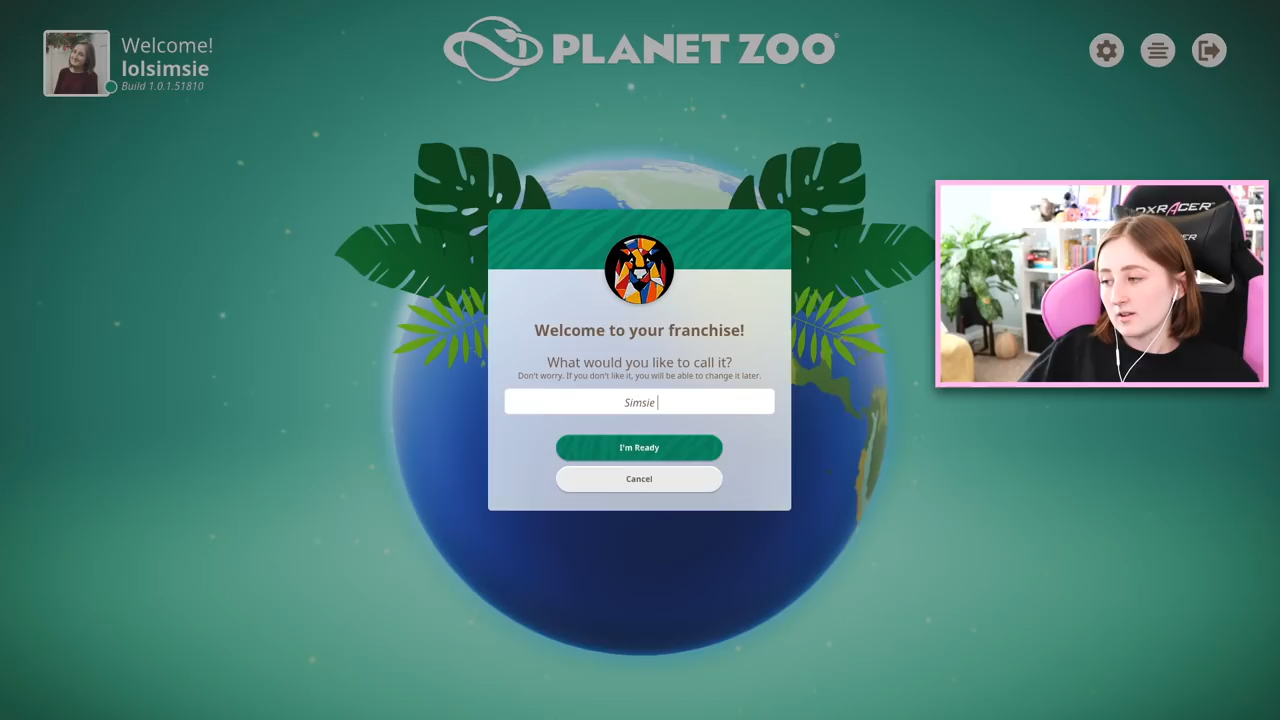 Welcome!
lolsimsie
Build 1.0.1.51810
PLANET ZOO
DXRACER
Welcome to your franchise!
What would you like to call it?
Don't worry. If you don't like it, you will be able to change it later.
Simsie
I'm Ready
Cancel